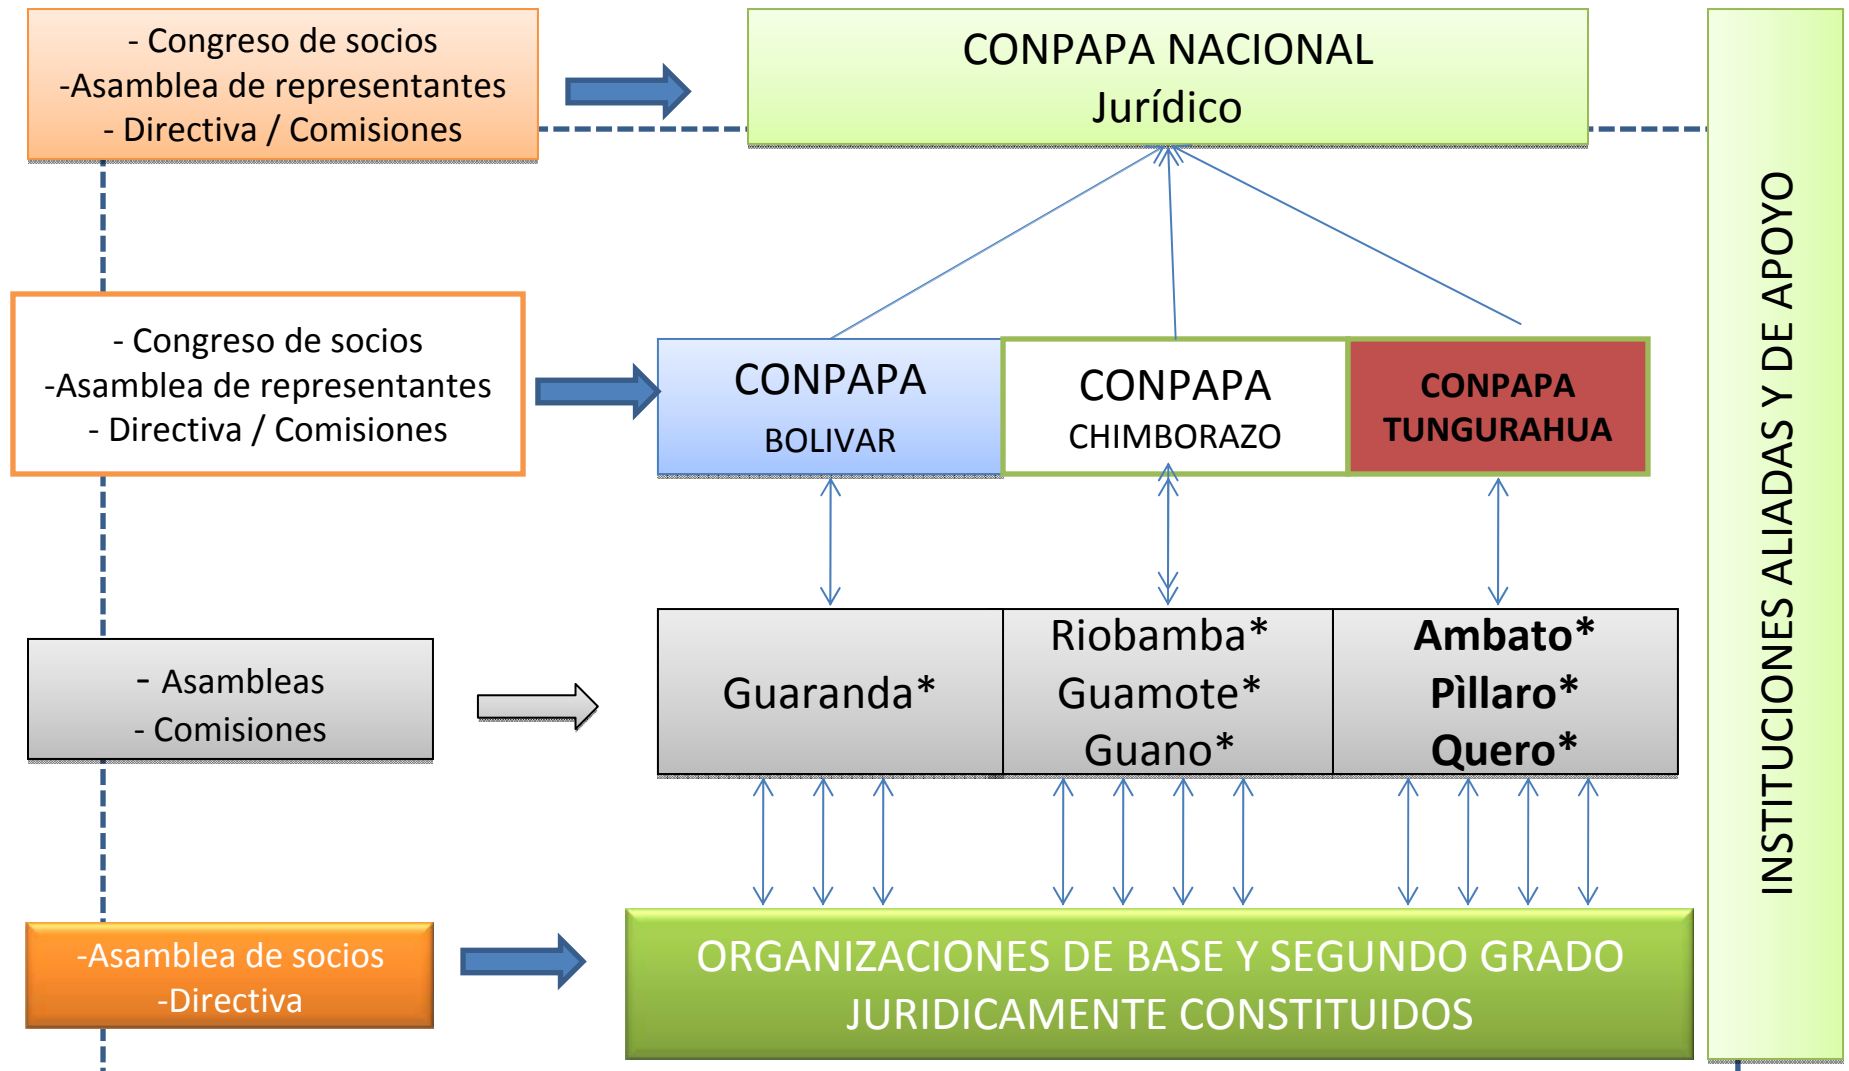 - Congreso de socios
-Asamblea de representantes
- Directiva / Comisiones
CONPAPA NACIONAL
Jurídico
- Congreso de socios
-Asamblea de representantes
- Directiva / Comisiones
CONPAPA
BOLIVAR
CONPAPA
CHIMBORAZO
CONPAPA
TUNGURAHUA
- Asambleas
- Comisiones
Guaranda*
Riobamba*
Guamote*
Guano*
Ambato*
Pìllaro*
Quero*
-Asamblea de socios
-Directiva
ORGANIZACIONES DE BASE Y SEGUNDO GRADO
JURIDICAMENTE CONSTITUIDOS
INSTITUCIONES ALIADAS Y DE APOYO